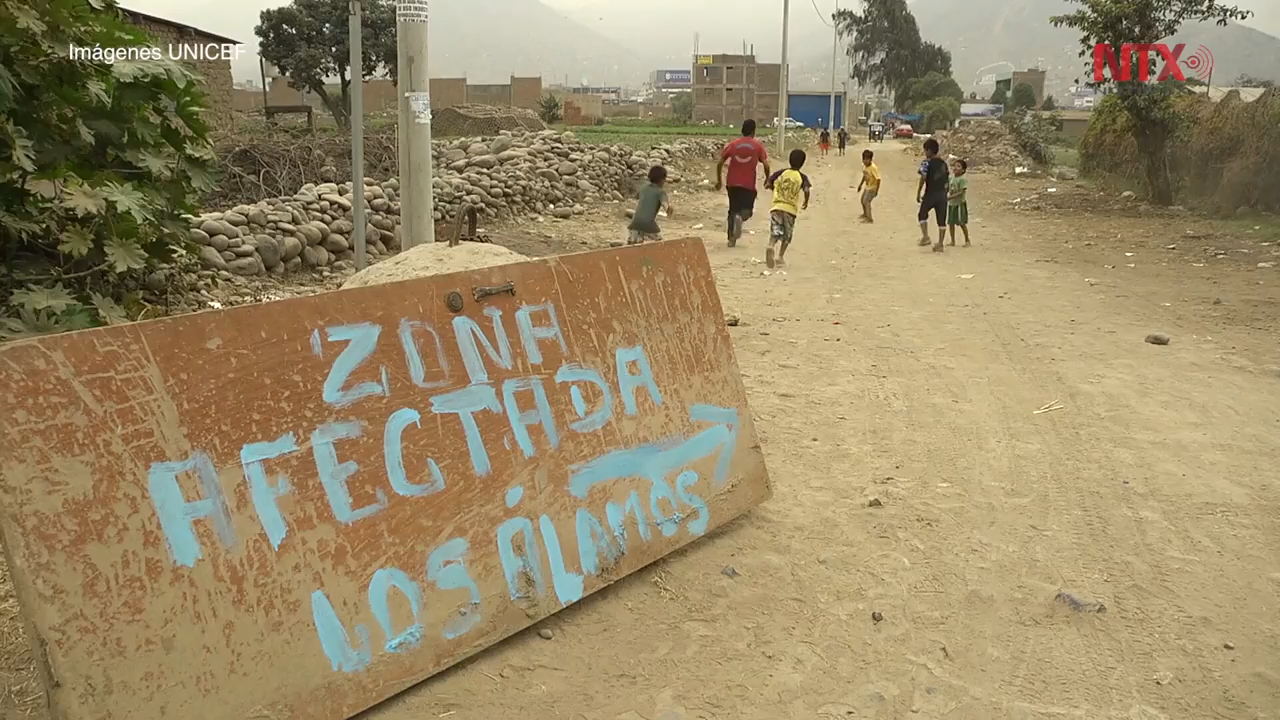 Imágenes UNICEF
NTX
ZONA
AFECTADA
LOS ÁLAMOS